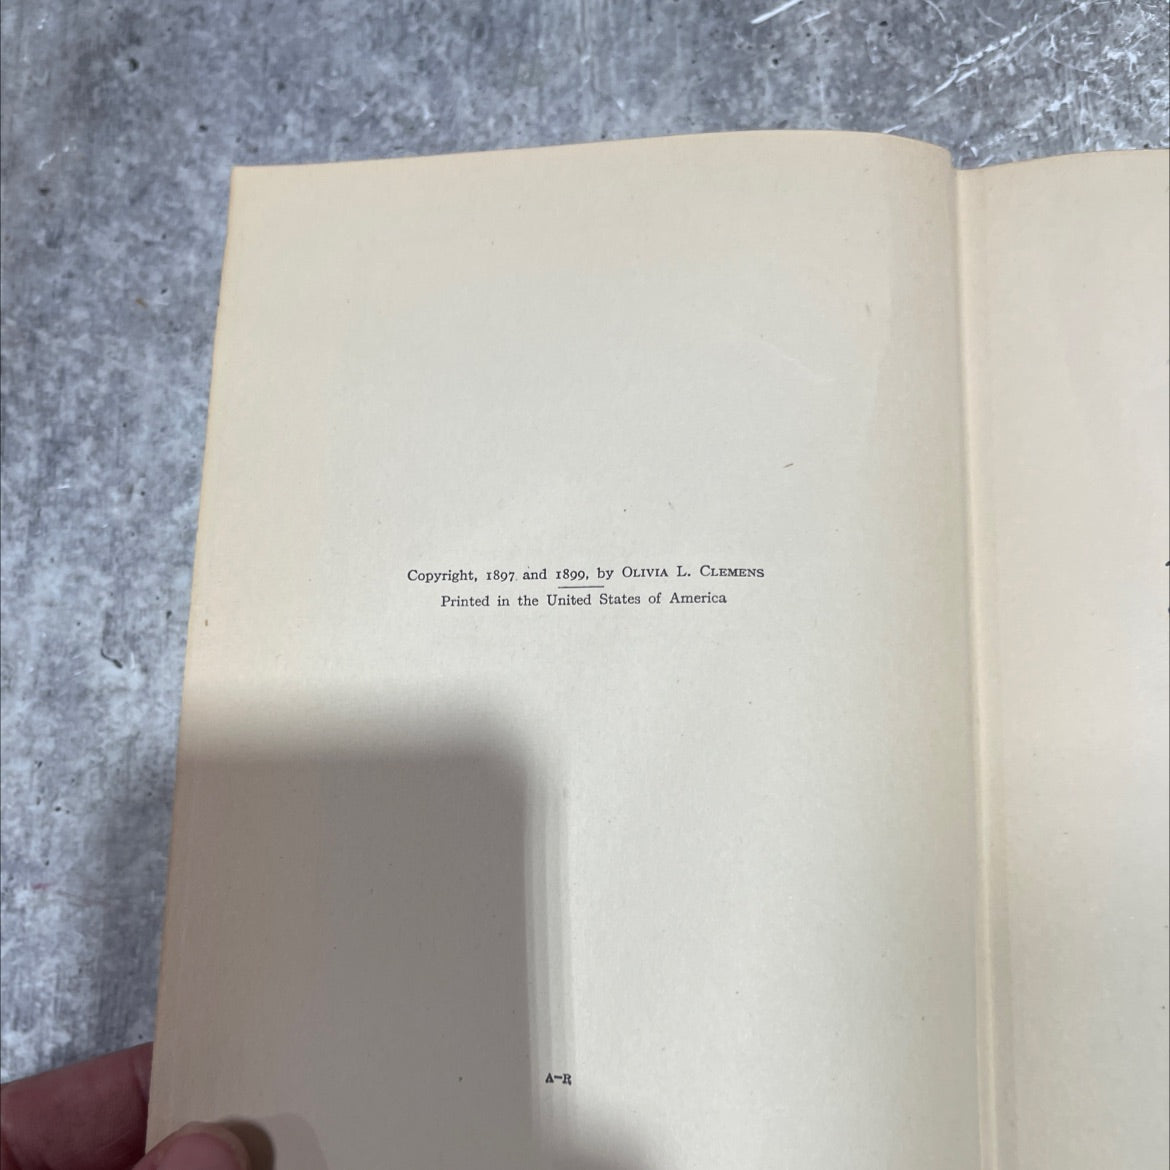 Copyright, 1897 and 1899, by OLIVIA L. CLEMENS
Printed in the United States of America
A–R